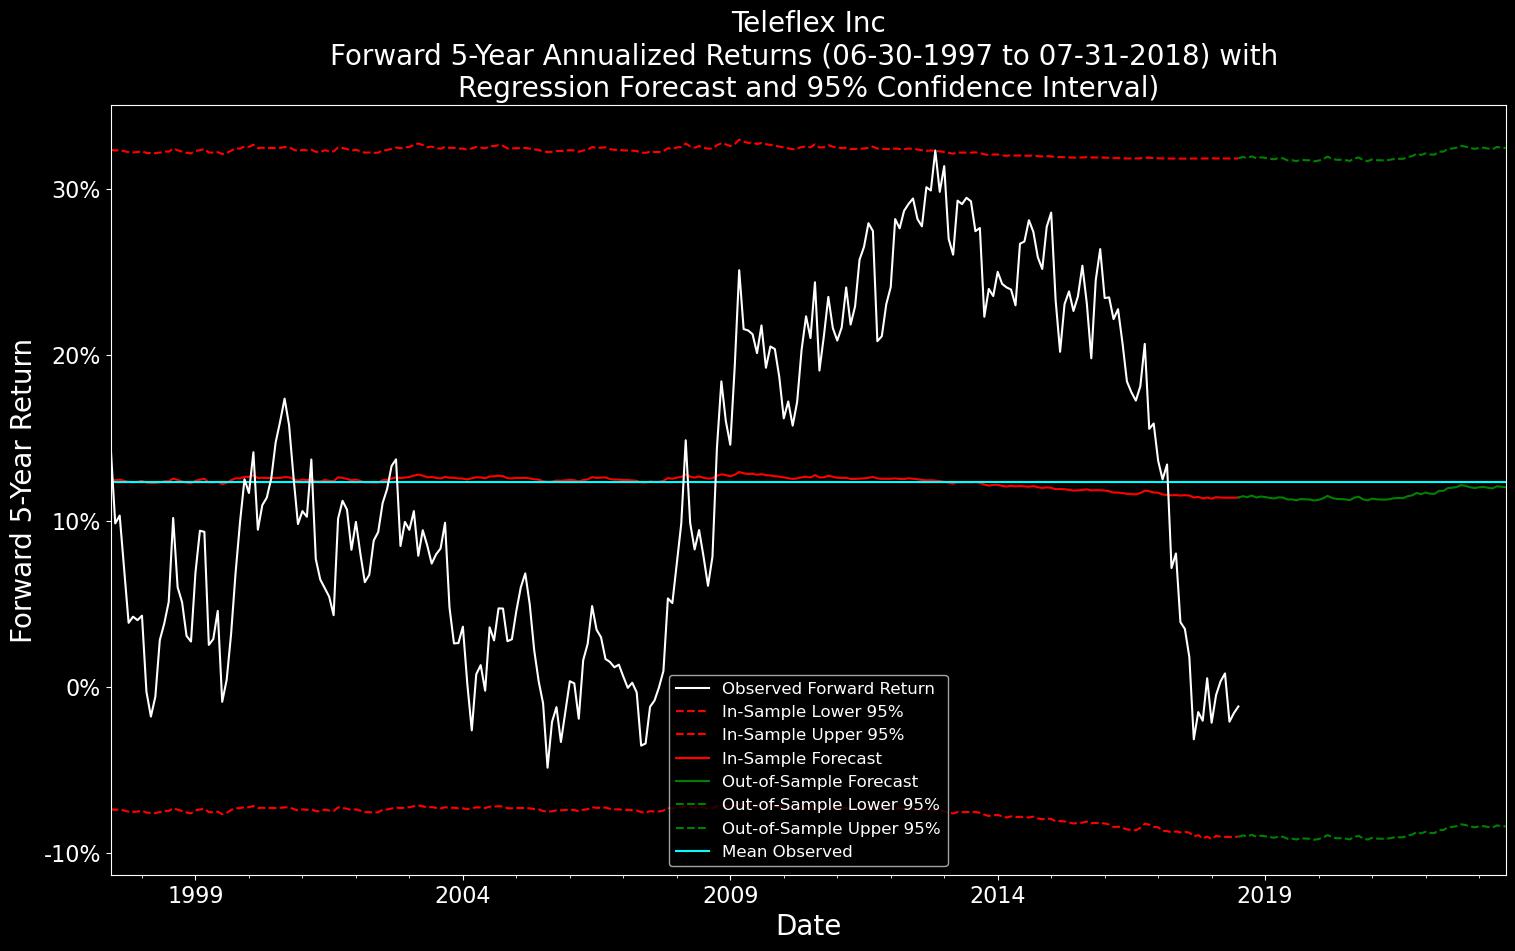 Teleflex Inc
Forward 5-Year Annualized Returns (06-30-1997 to 07-31-2018) with
Regression Forecast and 95% Confidence Interval)
Forward 5-Year Return
30%
20%
10%
0%
-10%
Observed Forward Return
In-Sample Lower 95%
In-Sample Upper 95%
In-Sample Forecast
Out-of-Sample Forecast
Out-of-Sample Lower 95%
Out-of-Sample Upper 95%
Mean Observed
1999 2004 2009 2014 2019
Date